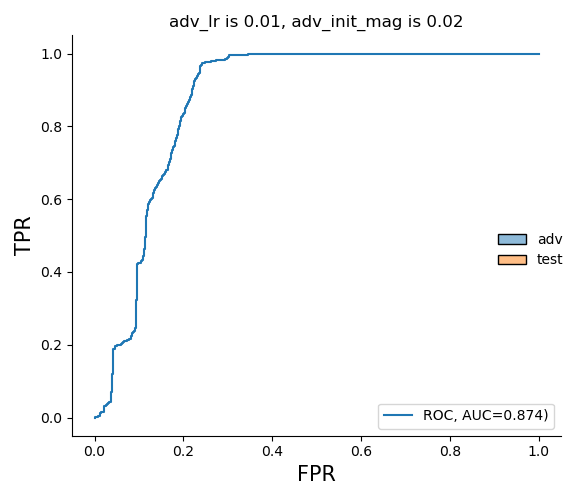 adv_lr is 0.01, adv_init_mag is 0.02
1.0
0.8
0.6
0.4
0.2
0.0
TPR
adv
test
ROC, AUC=0.874)
0.0 0.2 0.4 0.6 0.8 1.0
FPR